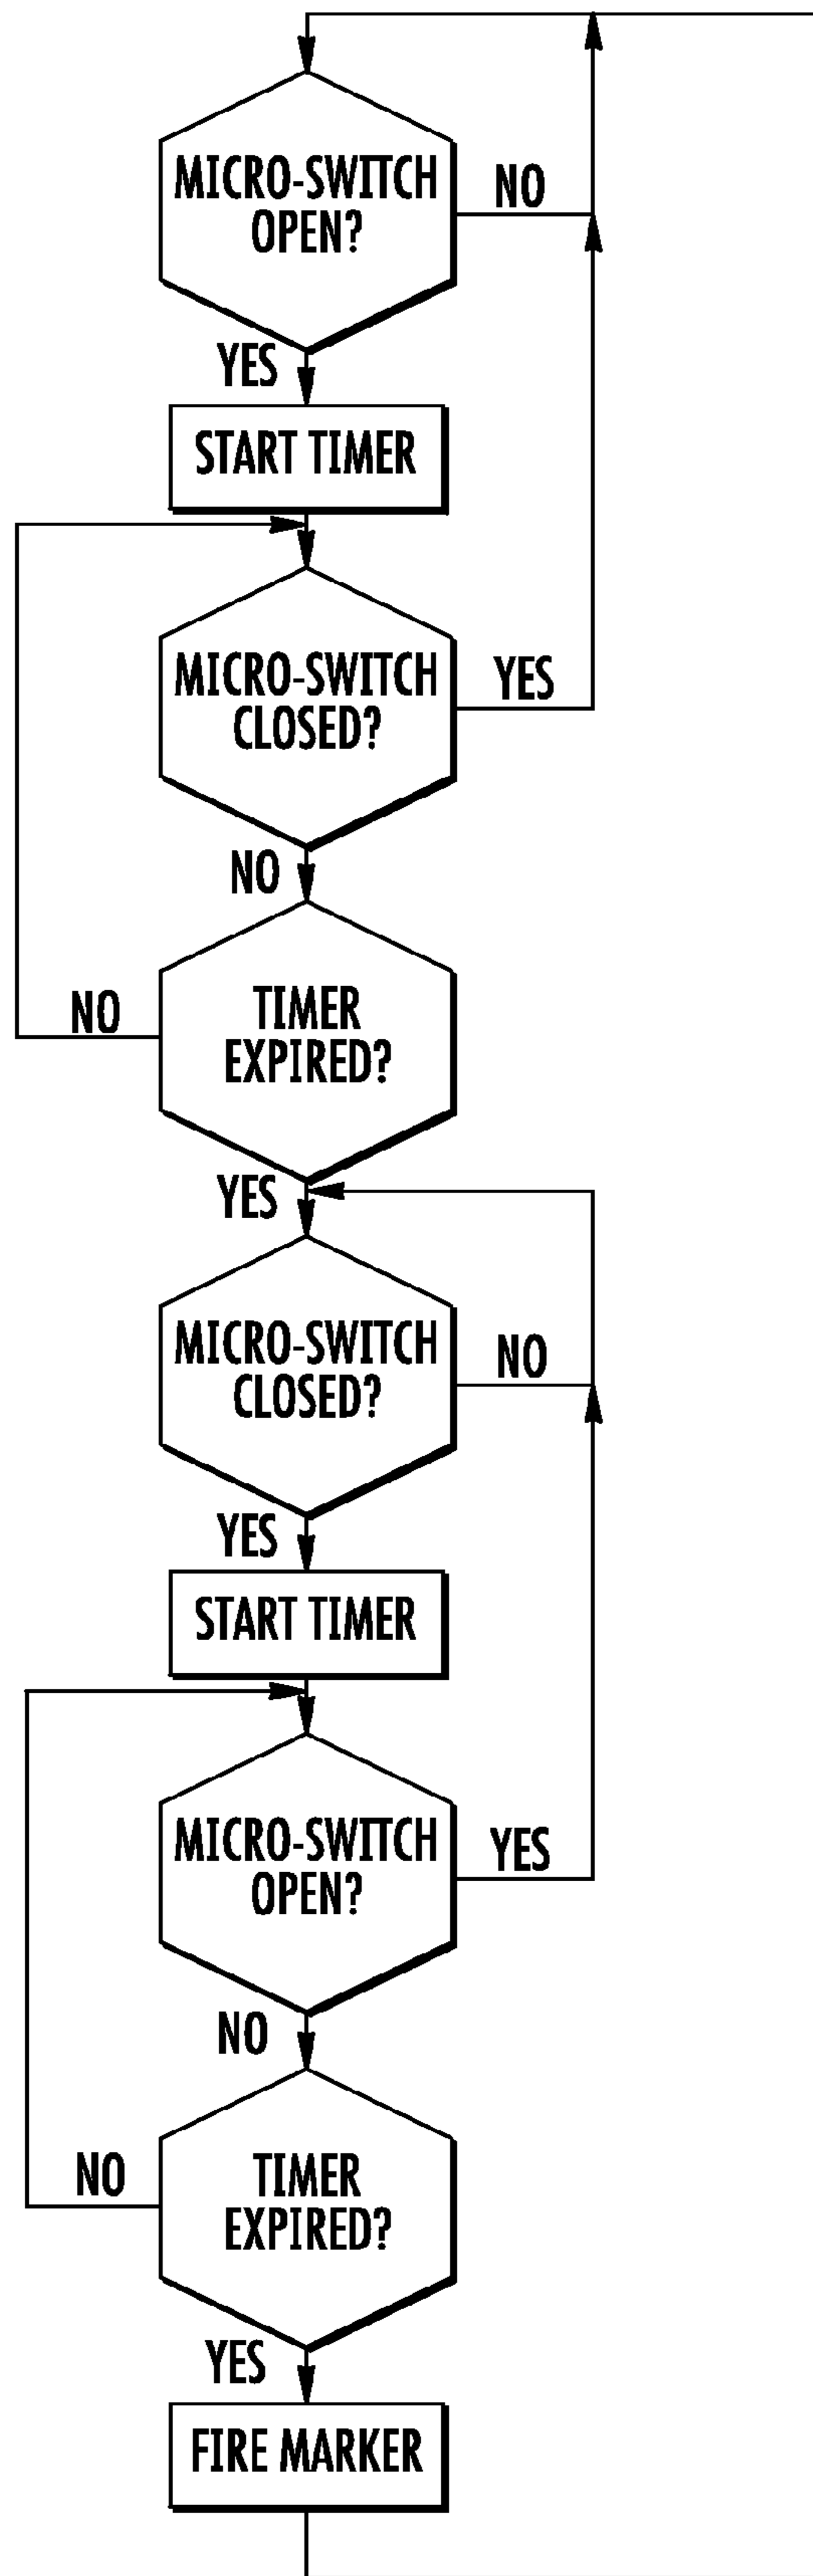 MICRO-SWITCH
OPEN?
NO
YES
START TIMER
MICRO-SWITCH
CLOSED?
YES
NO
TIMER
EXPIRED?
NO
YES
MICRO-SWITCH
CLOSED?
NO
YES
START TIMER
MICRO-SWITCH
OPEN?
YES
NO
TIMER
EXPIRED?
NO
YES
FIRE MARKER